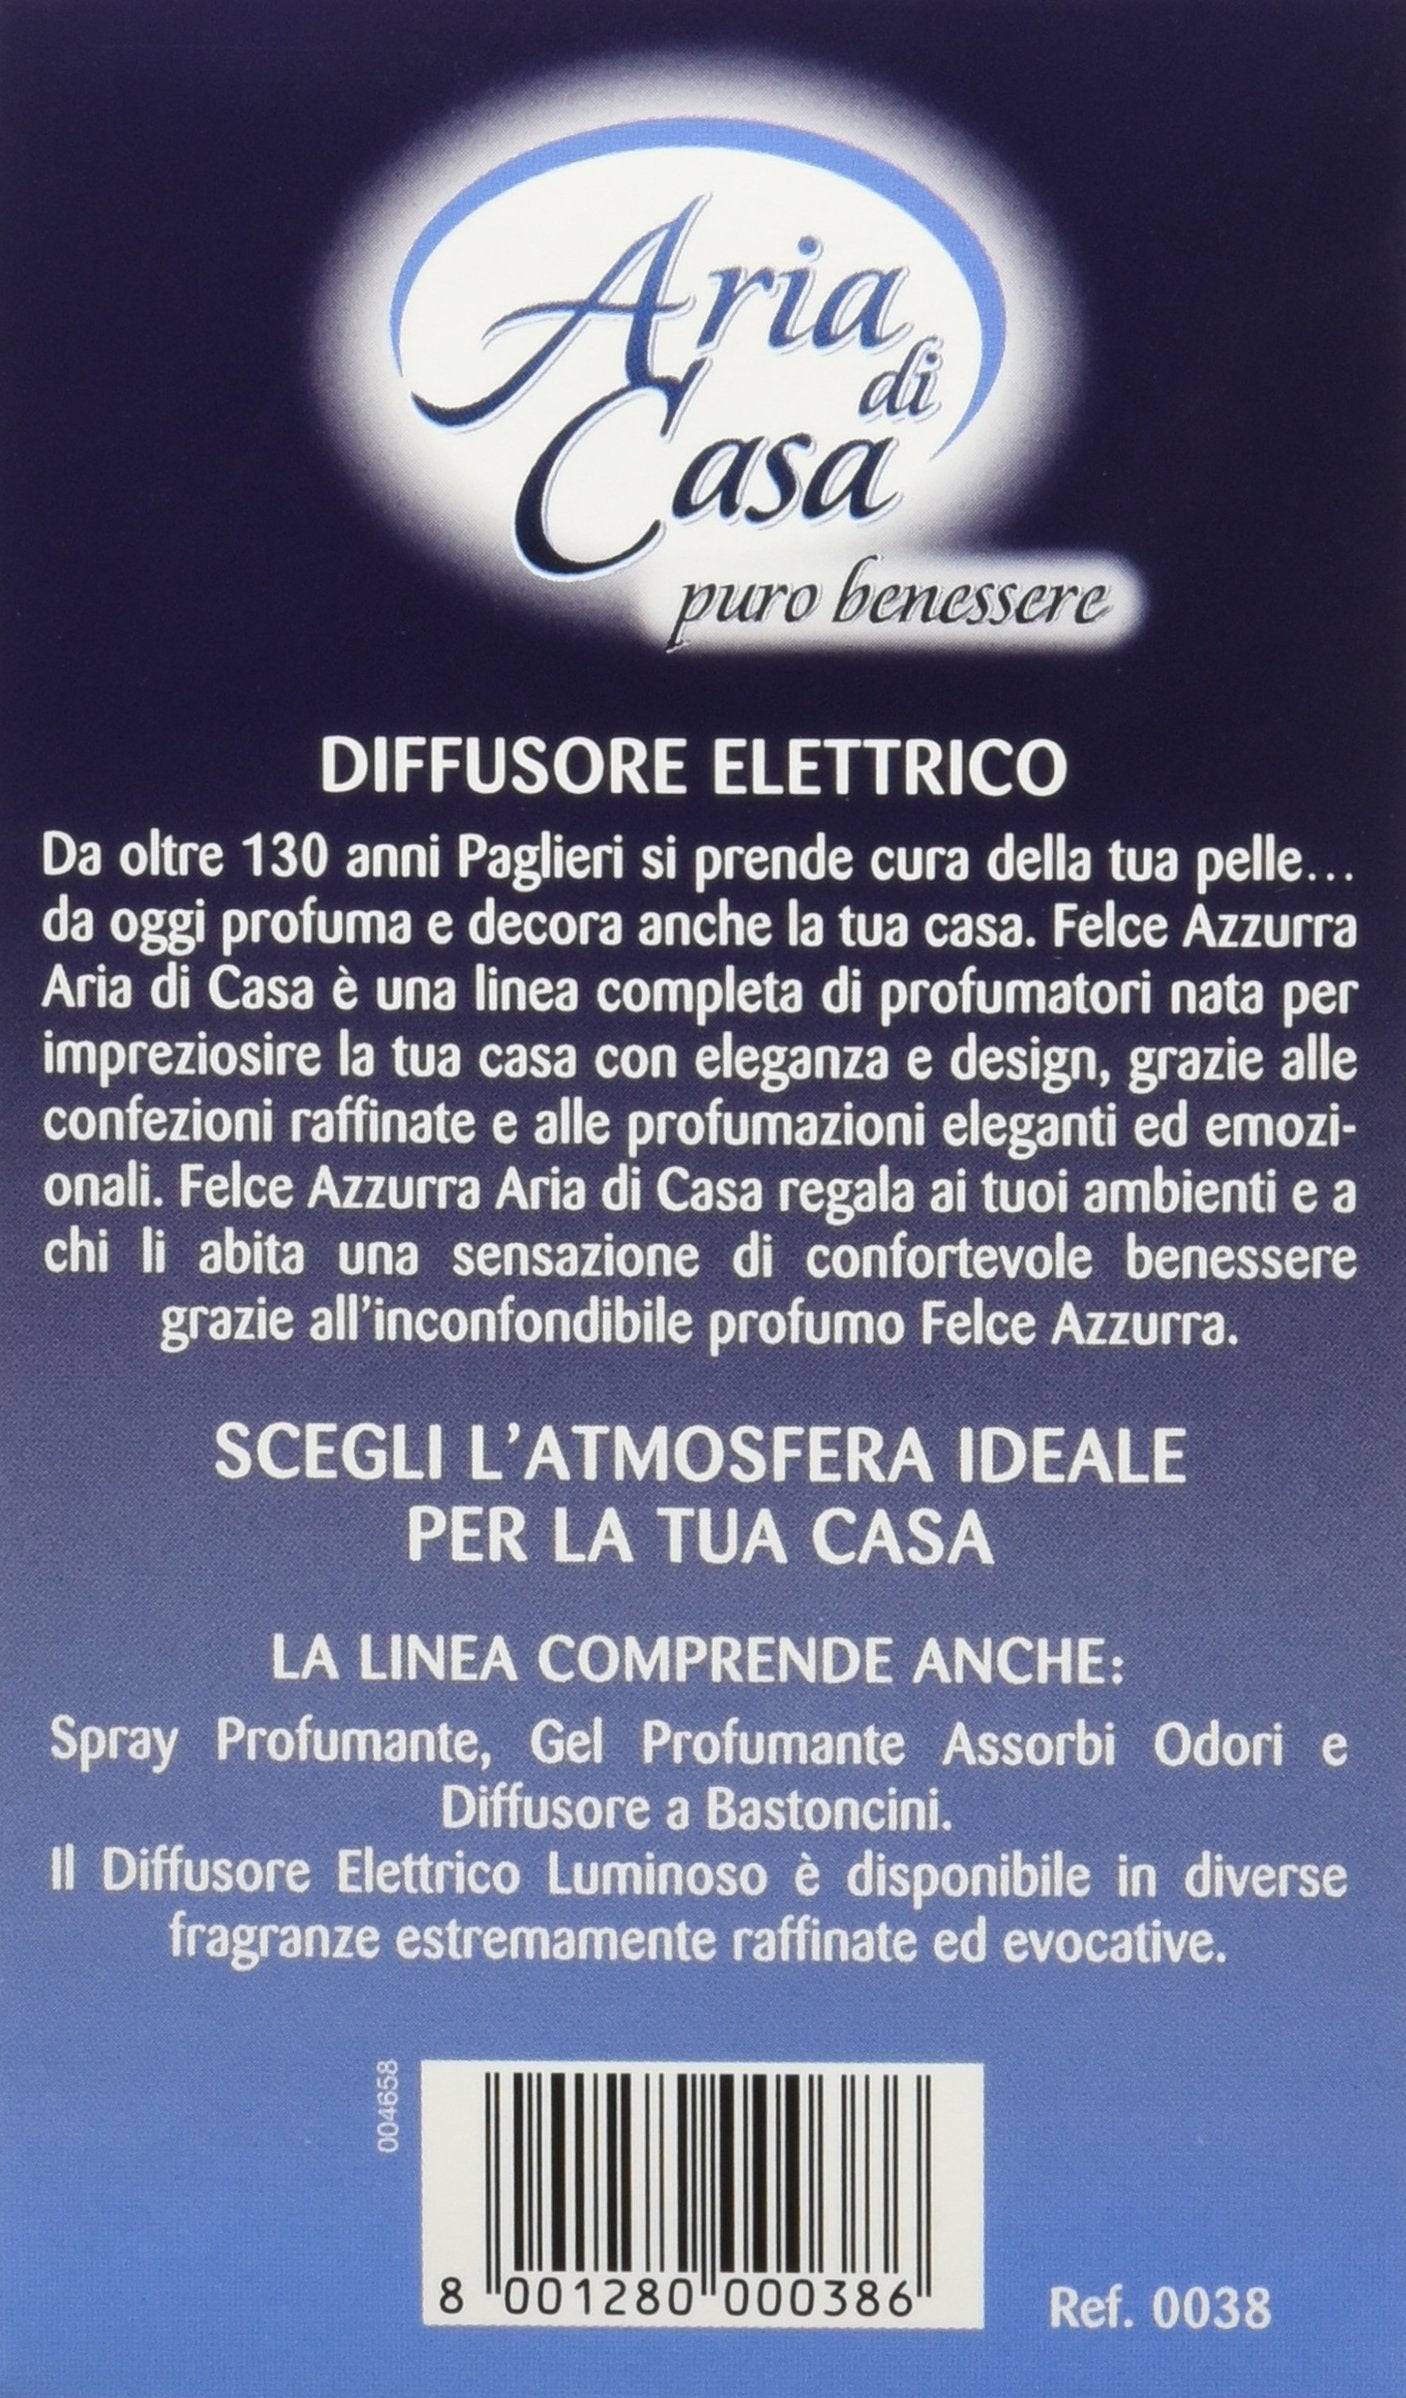 Aria
di
Casa
puro benessere
DIFFUSORE ELETTRICO
Da oltre 130 anni Paglieri si prende cura della tua pelle...
da oggi profuma e decora anche la tua casa. Felce Azzurra
Aria di Casa è una linea completa di profumatori nata per
impreziosire la tua casa con eleganza e design, grazie alle
confezioni raffinate e alle profumazioni eleganti ed emozi-
onali. Felce Azzurra Aria di Casa regala ai tuoi ambienti e a
chi li abita una sensazione di confortevole benessere
grazie all'inconfondibile profumo Felce Azzurra.
SCEGLI L'ATMOSFERA IDEALE
PER LA TUA CASA
LA LINEA COMPRENDE ANCHE:
Spray Profumante, Gel Profumante Assorbi Odori e
Diffusore a Bastoncini.
Il Diffusore Elettrico Luminoso è disponibile in diverse
fragranze estremamente raffinate ed evocative.
004658
8 001280 000386
Ref. 0038